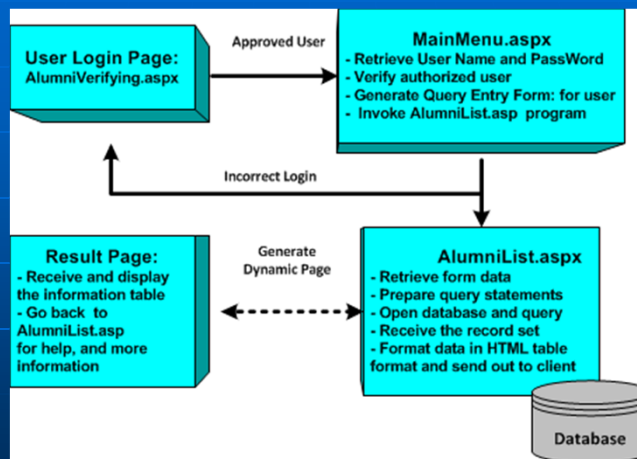 User Login Page:
AlumniVerifying.aspx
Approved User
MainMenu.aspx
- Retrieve User Name and PassWord
- Verify authorized user
- Generate Query Entry Form: for user
- Invoke AlumniList.asp program
Incorrect Login
Result Page:
- Receive and display
the information table
- Go back to
AlumniList.asp
for help, and more
information
Generate
Dynamic Page
AlumniList.aspx
- Retrieve form data
- Prepare query statements
- Open database and query
- Receive the record set
- Format data in HTML table
format and send out to client
Database